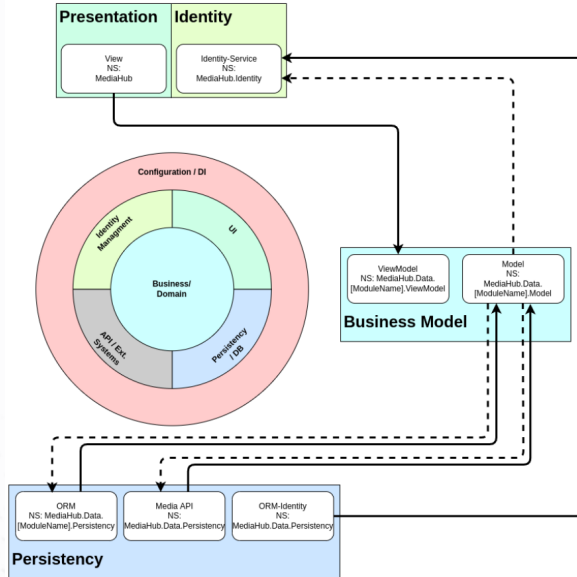 Presentation
Identity
View
NS:
MediaHub
Identity-Service
NS:
MediaHub.Identity
Configuration / DI
Identity
Managment
UI
Business/
Domain
API / Ext.
Systems
Persistency
/ DB
ViewModel
NS: MediaHub.Data.
[ModuleName].ViewModel
Model
NS:
MediaHub.Data.
[ModuleName].Model
Business Model
ORM
NS: MediaHub.Data.
[ModuleName].Persistency
Media API
NS:
MediaHub.Data.Persistency
ORM-Identity
NS:
MediaHub.Data.Persistency
Persistency